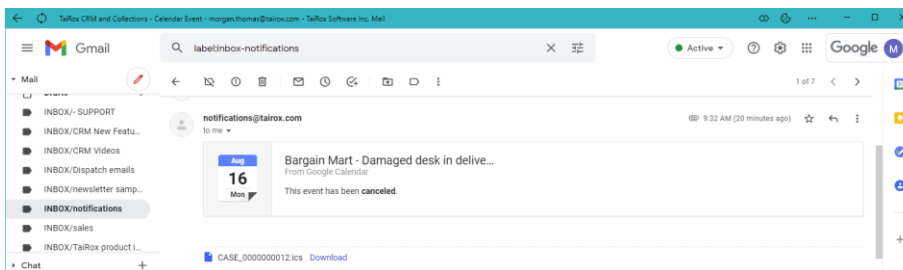 TaiRox CRM and Collections - Calendar Event - morgan.thomas@tairox.com - TaiRox Software Inc. Mail
Gmail
label:inbox-notifications
Active
Google
M
Mail
Drafts
1 of 7
INBOX/- SUPPORT
INBOX/CRM New Featu...
INBOX/CRM Videos
INBOX/Dispatch emails
INBOX/newsletter samp...
INBOX/notifications
INBOX/sales
INBOX/TaiRox product i...
Chat
notifications@tairox.com
9:32 AM (20 minutes ago)
to me
Aug
16
Mon
Bargain Mart - Damaged desk in delive...
From Google Calendar
This event has been canceled.
CASE_0000000012.ics Download